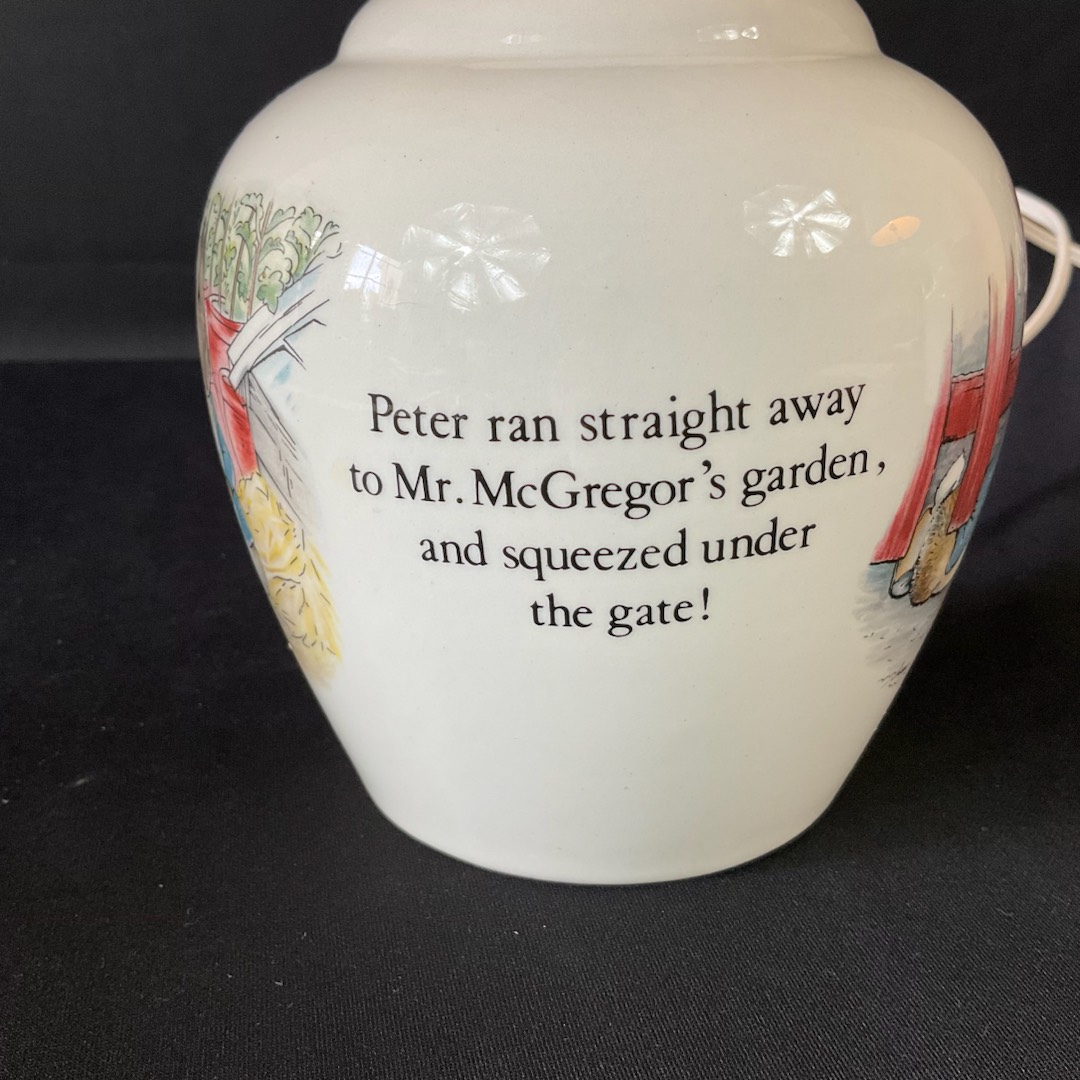 Peter ran straight away
to Mr. McGregor's garden,
and squeezed under
the gate!